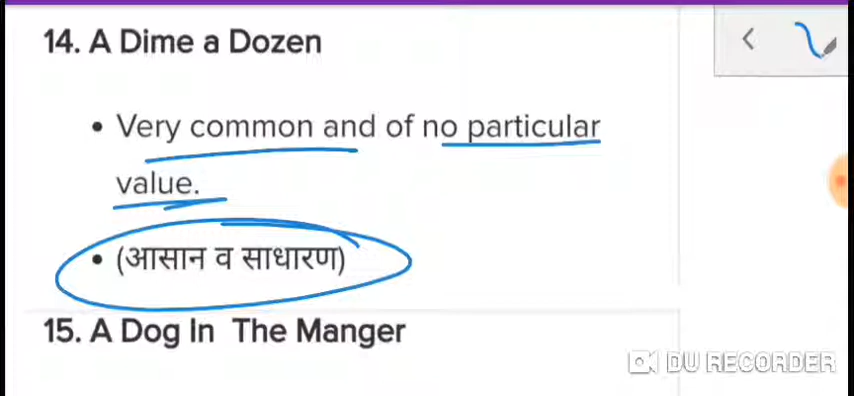 14. A Dime a Dozen
• Very common and of no particular
value.
• (आसान व साधारण)
15. A Dog In The Manger
DU RECORDER